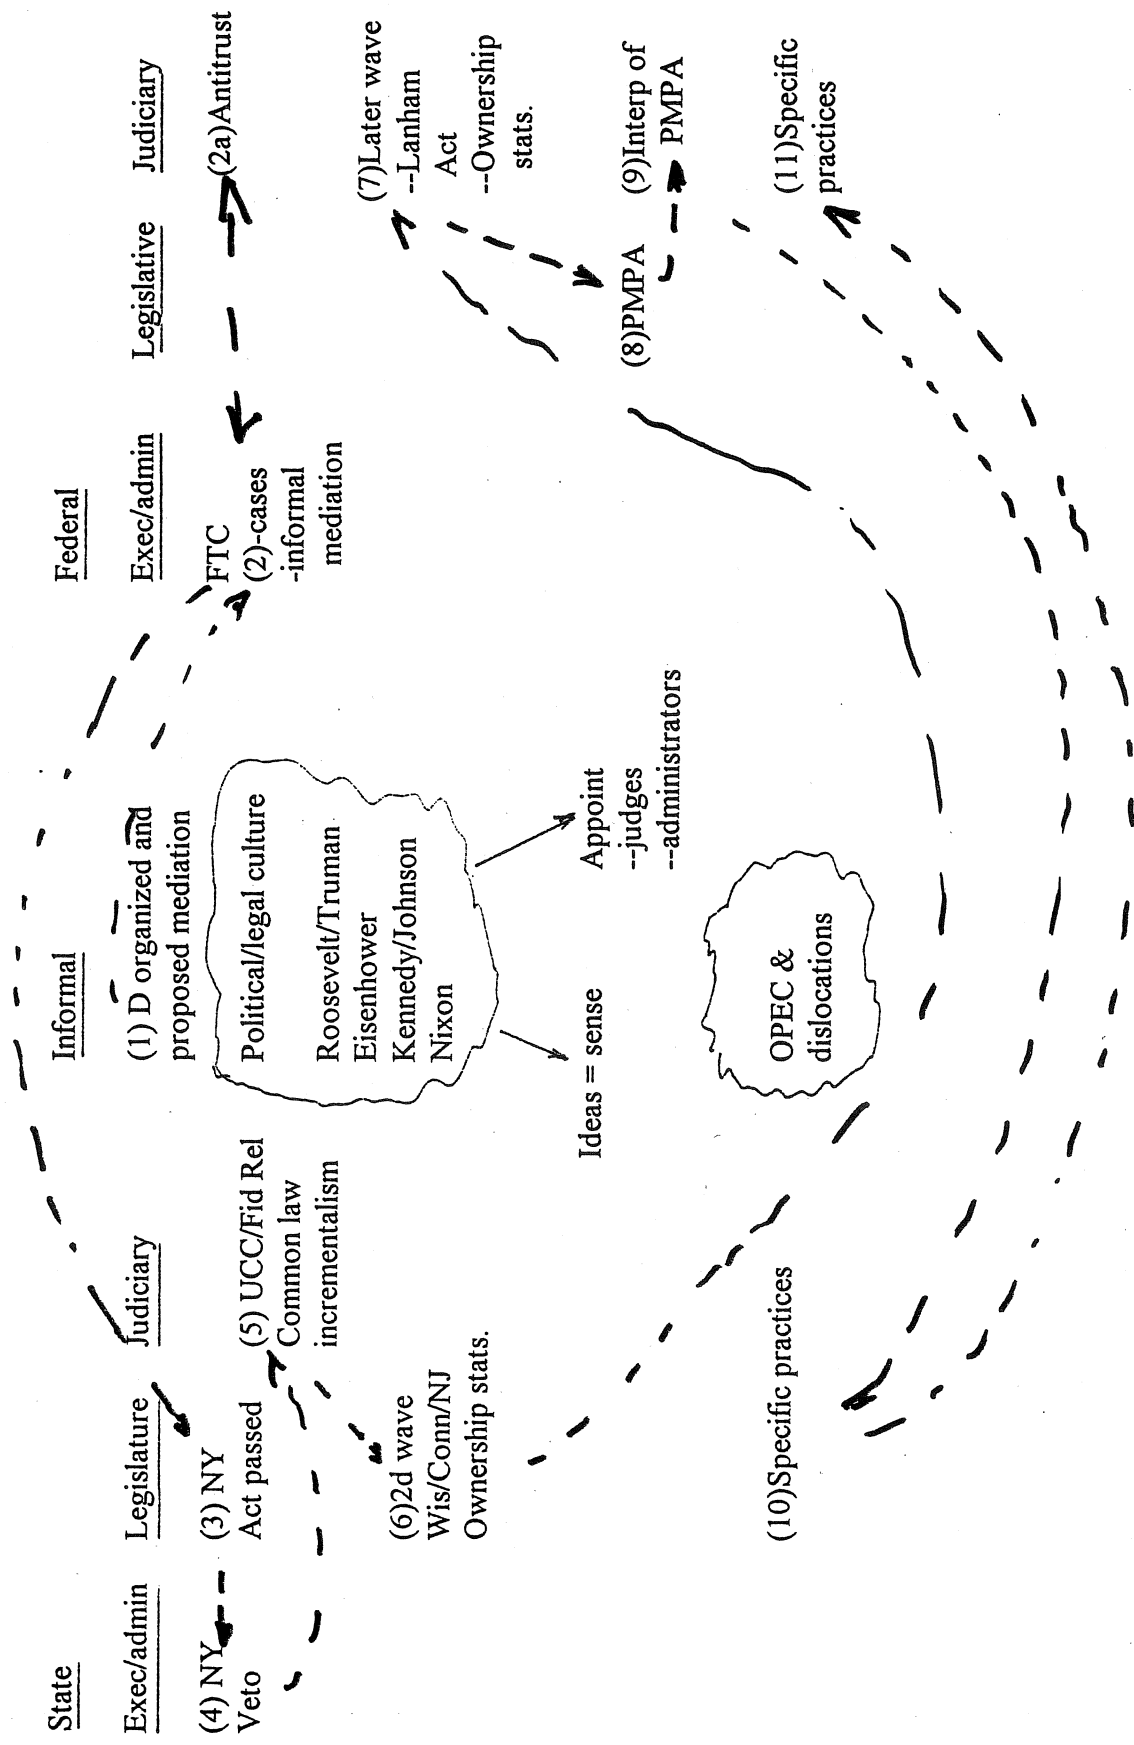 State
Informal
Federal
Exec/admin
Legislature
Judiciary
Exec/admin
Legislative
Judiciary
(4) NY
Veto
(3) NY
Act passed
(5) UCC/Fid Rel
Common law
incrementalism
(1) D organized and
proposed mediation
FTC
(2)-cases
-informal
mediation
(2a)Antitrust
Political/legal culture
Roosevelt/Truman
Eisenhower
Kennedy/Johnson
Nixon
(6)2d wave
Wis/Conn/NJ
Ownership stats.
(7)Later wave
--Lanham
Act
--Ownership
stats.
Ideas = sense
Appoint
--judges
--administrators
(8)PMPA
(9)Interp of
PMPA
OPEC &
dislocations
(10)Specific practices
(11)Specific
practices